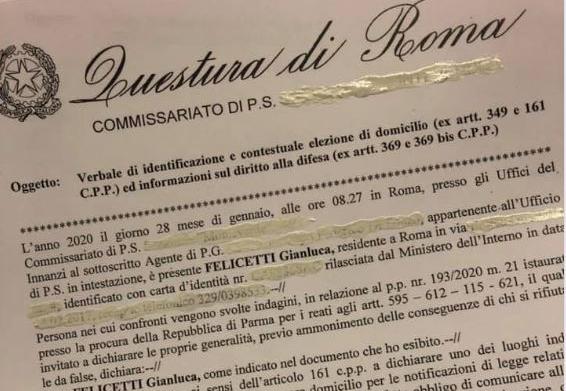 Questura di Roma
COMMISSARIATO DI P.S.
Oggetto: Verbale di identificazione e contestuale elezione di domicilio (ex artt. 349 e 161
C.P.P.) ed informazioni sul diritto alla difesa (ex artt. 369 e 369 bis C.P.P.)
L'anno 2020 il giorno 28 mese di gennaio, alle ore 08.27 in Roma, presso gli Uffici del
Commissariato di P.S.
Innanzi al sottoscritto Agente di P.G. appartenente all'Ufficio
di P.S. in intestazione, è presente FELICETTI Gianluca, residente a Roma in via
identificato con carta d'identità nr. rilasciata dal Ministero dell'Interno in data
--//
Persona nei cui confronti vengono svolte indagini, in relazione al p.p. nr. 193/2020 m. 21 istaurat
presso la procura della Repubblica di Parma per i reati agli artt. 595 – 612 – 115 - 621, il qual
invitato a dichiarare le proprie generalità, previo ammonimento delle conseguenze di chi si rifiuta
le da false, dichiara:--//
FELICETTI Gianluca, come indicato nel documento che ho esibito.--//
sensi dell'articolo 161 c.p.p. a dichiarare uno dei luoghi ind
domicilio per le notificazioni di legge relati
di comunicare all